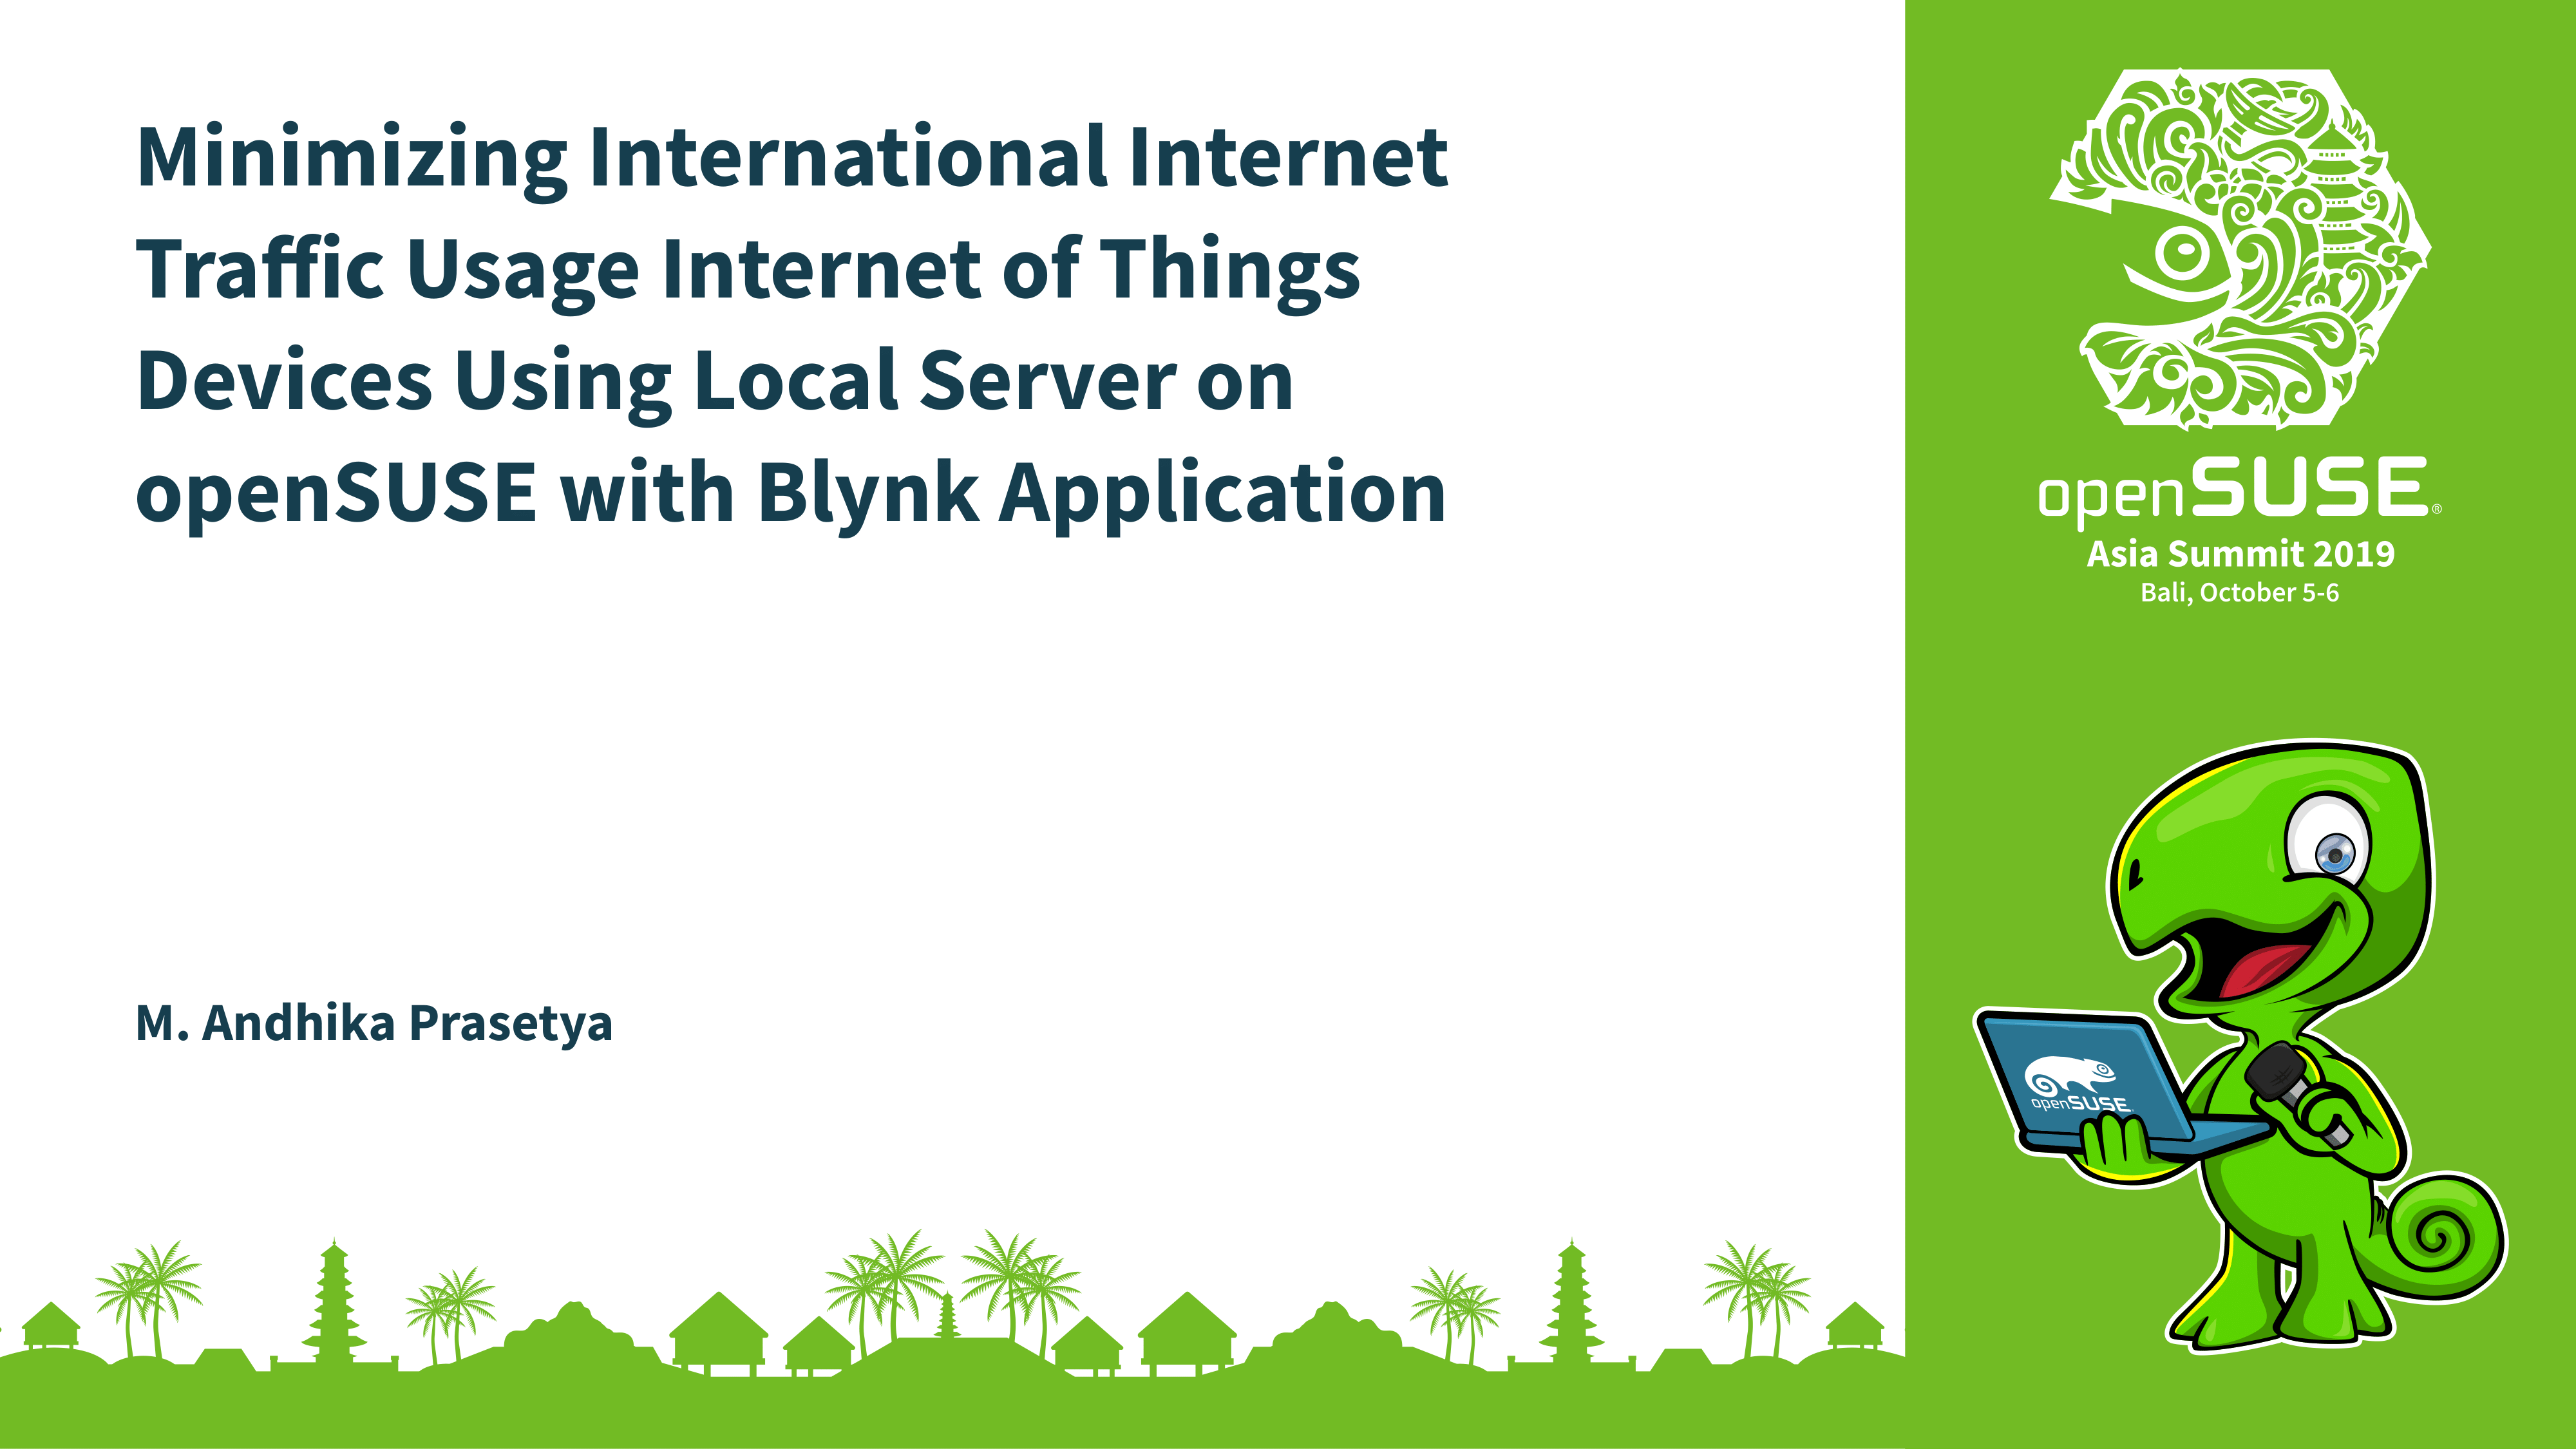 Minimizing International Internet
Traffic Usage Internet of Things
Devices Using Local Server on
openSUSE with Blynk Application
M. Andhika Prasetya
openSUSE®
Asia Summit 2019
Bali, October 5-6
openSUSE